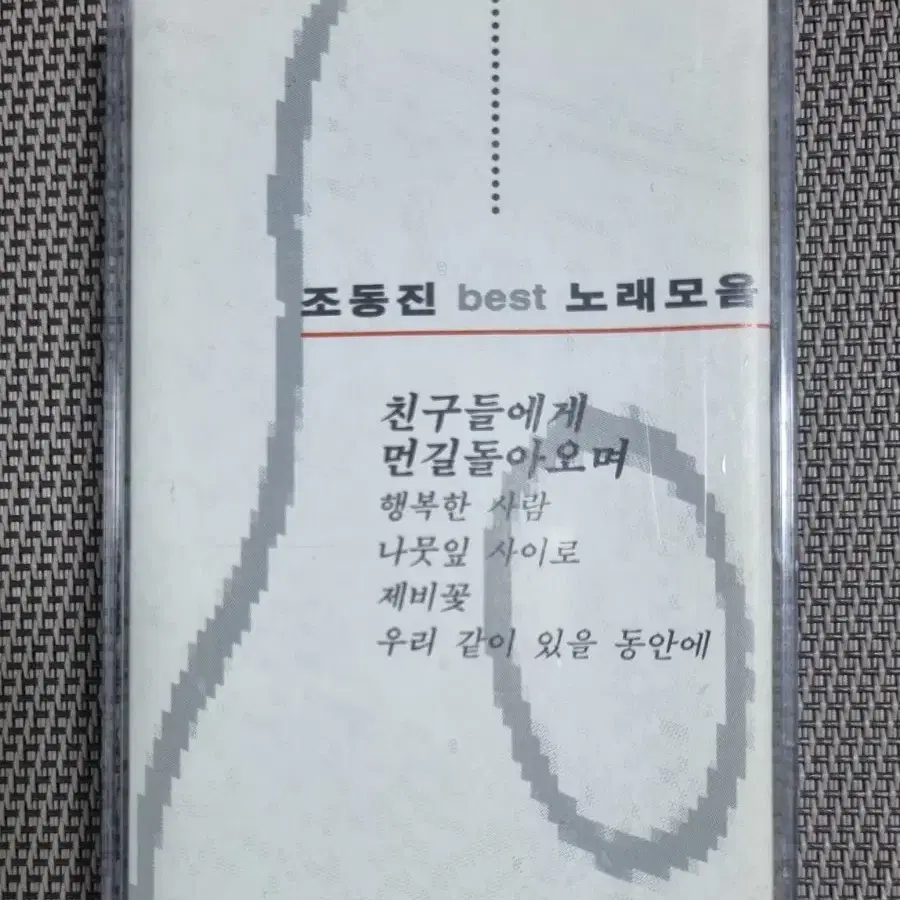 조동진 best 노래모음
친구들에게
먼길돌아오며
행복한 사람
나뭇잎 사이로
제비꽃
우리 같이 있을 동안에